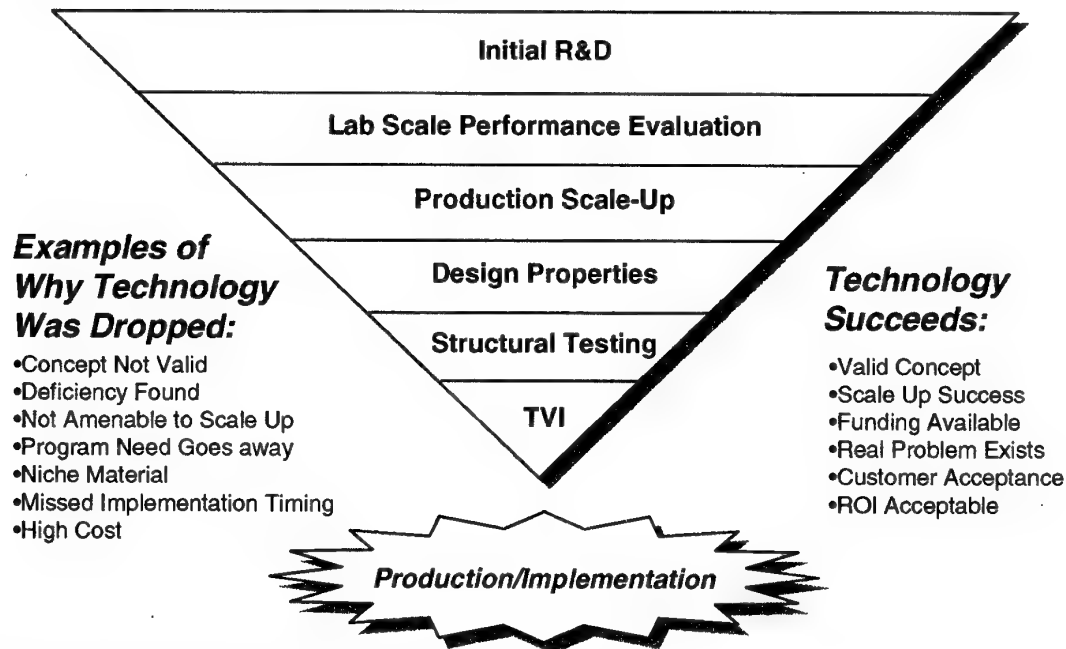 Initial R&D
Lab Scale Performance Evaluation
Production Scale-Up
Design Properties
Structural Testing
TVI
Examples of
Why Technology
Was Dropped:
•Concept Not Valid
•Deficiency Found
•Not Amenable to Scale Up
•Program Need Goes away
•Niche Material
•Missed Implementation Timing
•High Cost
Technology
Succeeds:
•Valid Concept
•Scale Up Success
•Funding Available
•Real Problem Exists
•Customer Acceptance
•ROI Acceptable
Production/Implementation